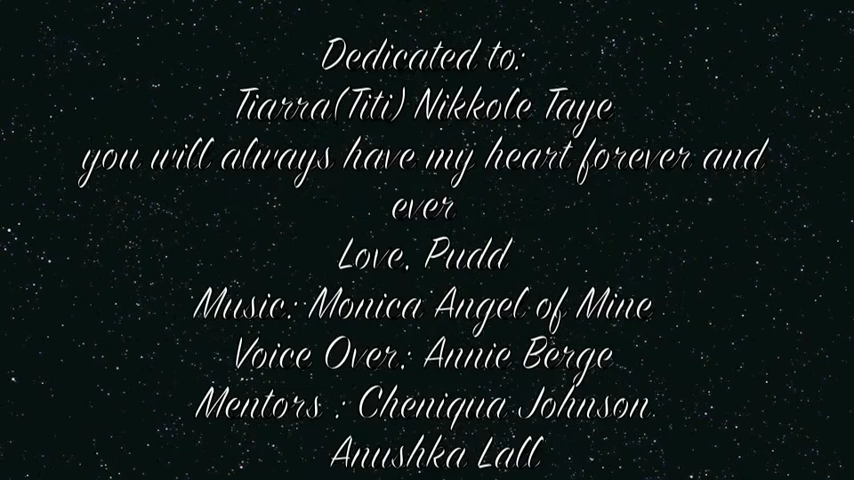 Dedicated to:
Tiarra(Titi) Nikkole Taye
you will always have my heart forever and
ever
Love, Pudd
Music: Monica Angel of Mine
Voice Over: Annie Berge
Mentors : Cheniqua Johnson
Anushka Lall